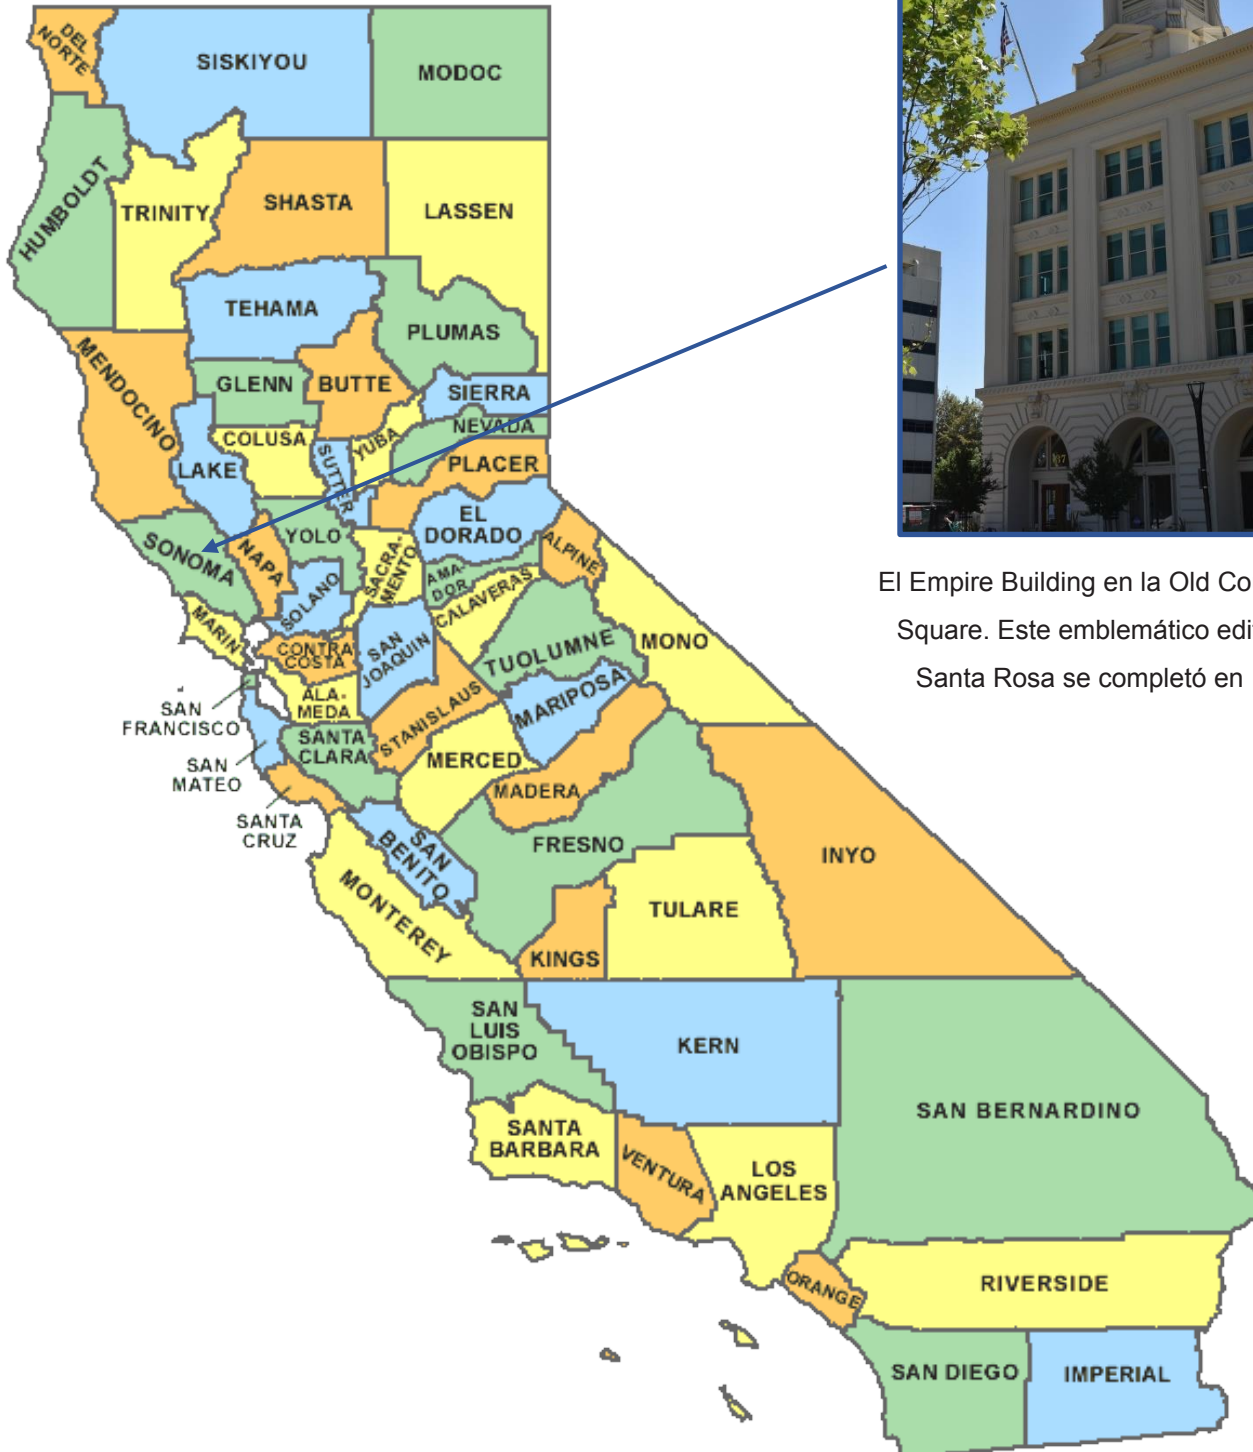 DEL
NORTE
SISKIYOU
MODOC
HUMBOLDT
TRINITY
SHASTA
LASSEN
TEHAMA
PLUMAS
MENDOCINO
GLENN
BUTTE
SIERRA
NEVADA
COLUSA
YUBA
SUTTER
PLACER
LAKE
EL
DORADO
SONOMA
NAPA
YOLO
SACRA-
MENTO
ALPINE
AMA-
DOR
CALAVERAS
SOLANO
MARIN
CONTRA
COSTA
SAN
JOAQUIN
TUOLUMNE
MONO
ALA-
MEDA
SAN
FRANCISCO
STANISLAUS
MARIPOSA
SANTA
CLARA
MERCED
SAN
MATEO
MADERA
SANTA
CRUZ
SAN
BENITO
FRESNO
INYO
MONTEREY
TULARE
KINGS
SAN
LUIS
OBISPO
KERN
SAN BERNARDINO
SANTA
BARBARA
VENTURA
LOS
ANGELES
ORANGE
RIVERSIDE
SAN DIEGO
IMPERIAL
37
El Empire Building en la Old Co
Square. Este emblemático edi
Santa Rosa se completó en